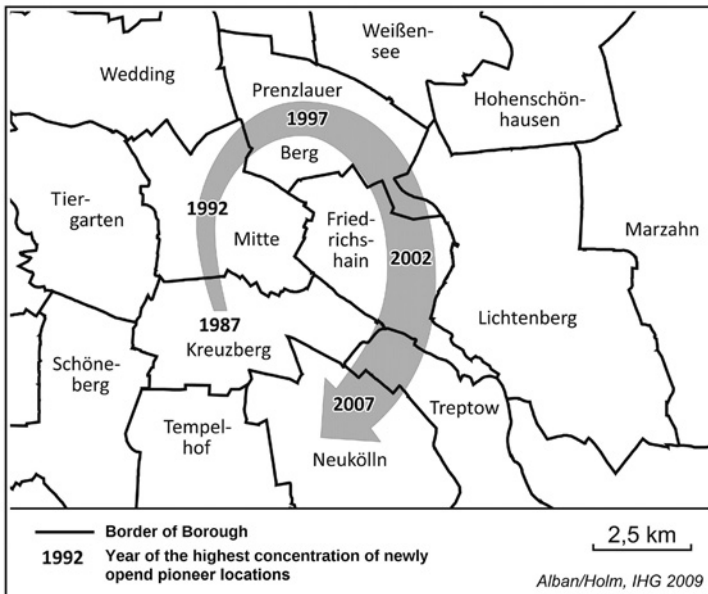 Weißen-
see
Wedding
Prenzlauer
Hohenschön-
hausen
1997
Berg
Tier-
garten
1992
Mitte
Fried-
richs-
hain
Marzahn
2002
1987
Kreuzberg
Lichtenberg
Schöne-
berg
2007
Treptow
Tempel-
hof
Neukölln
Border of Borough
1992 Year of the highest concentration of newly
opend pioneer locations
2,5 km
Alban/Holm, IHG 2009